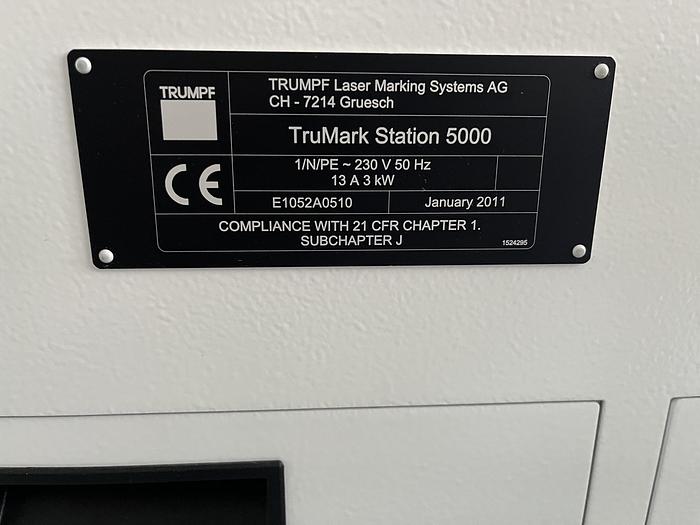 TRUMPF
TRUMPF Laser Marking Systems AG
CH - 7214 Gruesch
TruMark Station 5000
CE
1/N/PE ~ 230 V 50 Hz
13 A 3 kW
E1052A0510
January 2011
COMPLIANCE WITH 21 CFR CHAPTER 1.
SUBCHAPTER J
1524295